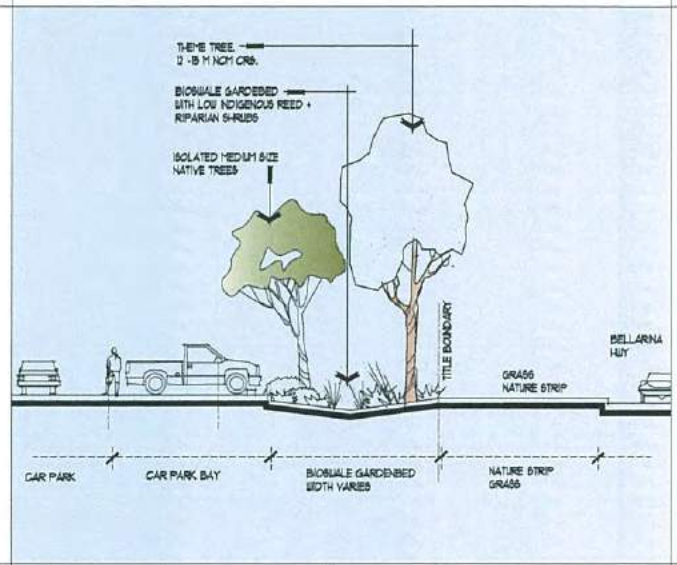 THEME TREE.
12 -15 M NOM CRS.
BIOSWALE GARDEBED
WITH LOW INDIGENOUS REED +
RIPARIAN SHRUBS
ISOLATED MEDIUM SIZE
NATIVE TREES
TITLE BOUNDARY
BELLARINA
HWY
GRASS
NATURE STRIP
CAR PARK
CAR PARK BAY
BIOSWALE GARDENBED
WIDTH VARIES
NATURE STRIP
GRASS